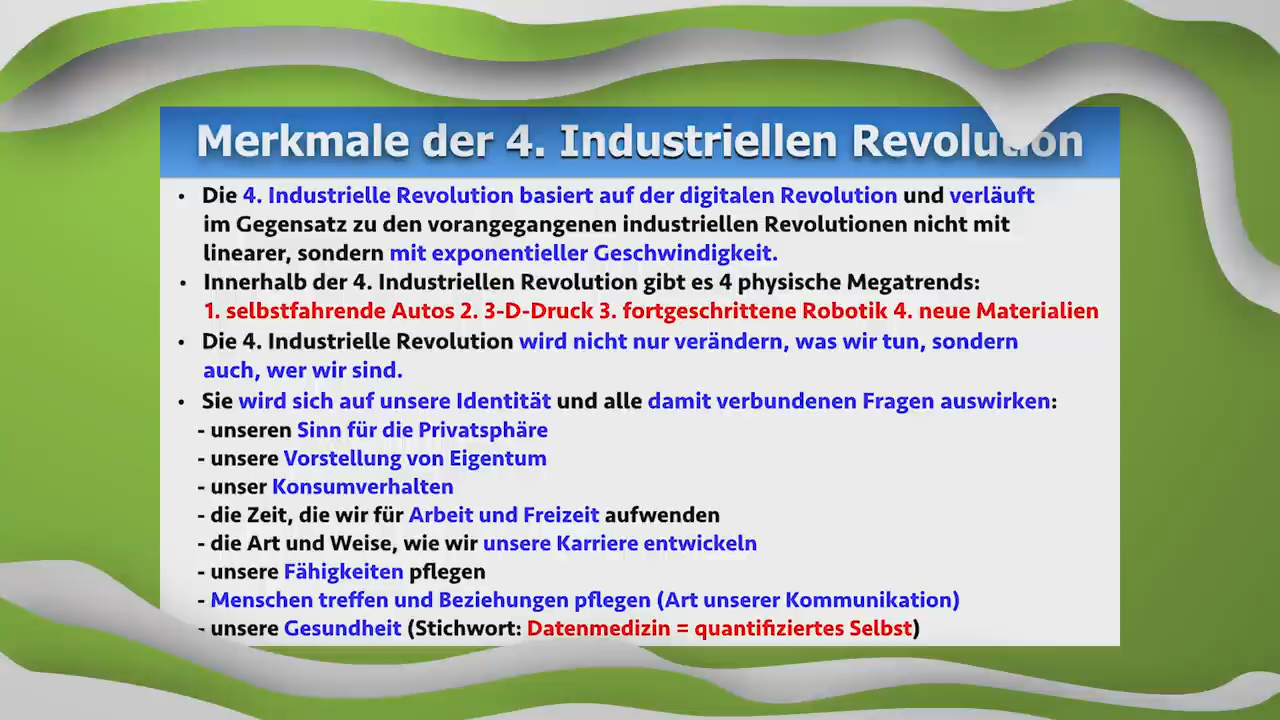 Merkmale der 4. Industriellen Revolution
• Die 4. Industrielle Revolution basiert auf der digitalen Revolution und verläuft
im Gegensatz zu den vorangegangenen industriellen Revolutionen nicht mit
linearer, sondern mit exponentieller Geschwindigkeit.
• Innerhalb der 4. Industriellen Revolution gibt es 4 physische Megatrends:
1. selbstfahrende Autos 2. 3-D-Druck 3. fortgeschrittene Robotik 4. neue Materialien
• Die 4. Industrielle Revolution wird nicht nur verändern, was wir tun, sondern
auch, wer wir sind.
• Sie wird sich auf unsere Identität und alle damit verbundenen Fragen auswirken:
- unseren Sinn für die Privatsphäre
- unsere Vorstellung von Eigentum
- unser Konsumverhalten
- die Zeit, die wir für Arbeit und Freizeit aufwenden
- die Art und Weise, wie wir unsere Karriere entwickeln
- unsere Fähigkeiten pflegen
- Menschen treffen und Beziehungen pflegen (Art unserer Kommunikation)
- unsere Gesundheit (Stichwort: Datenmedizin = quantifiziertes Selbst)